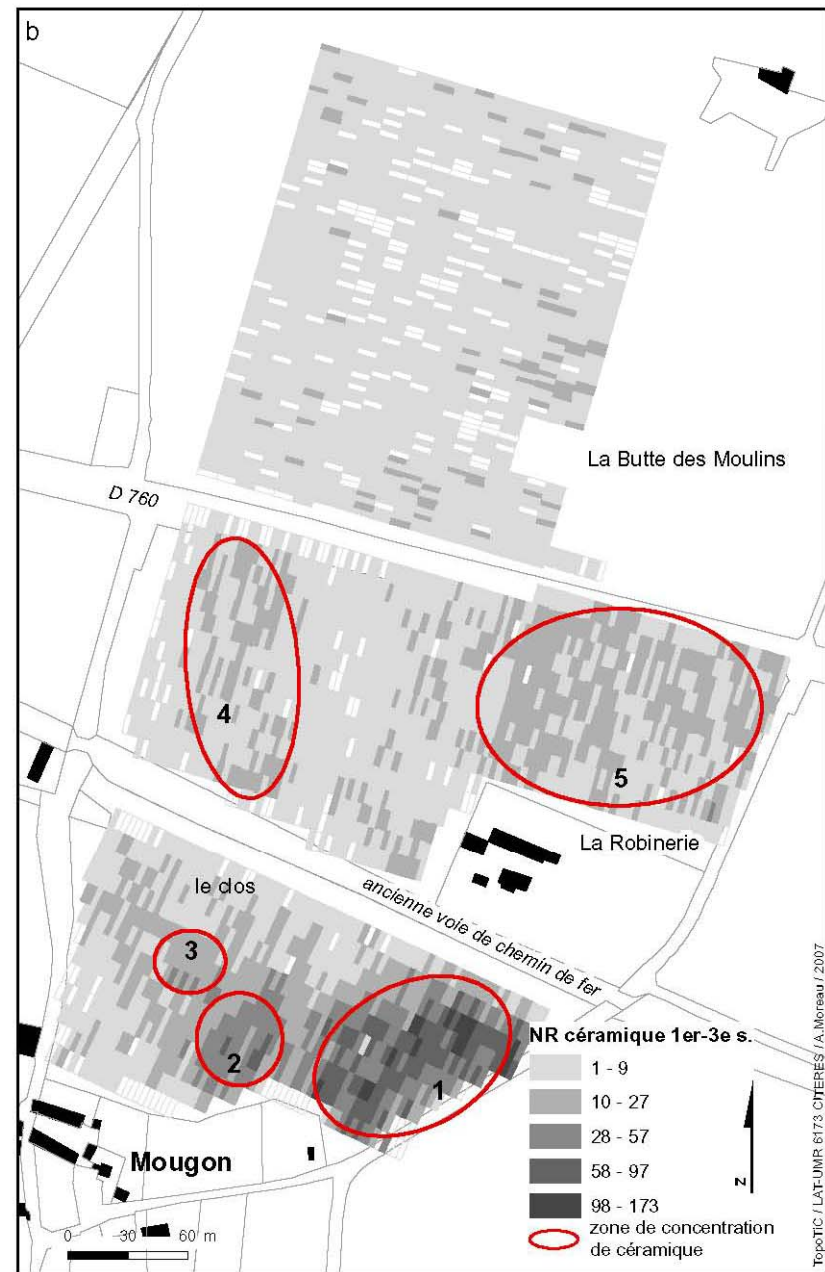 b
La Butte des Moulins
D 760
4
5
La Robinerie
le clos
ancienne voie de chemin de fer
3
2
1
Mougon
NR céramique 1er-3e s.
1 - 9
10 - 27
28 - 57
58 - 97
98 - 173
zone de concentration
de céramique
N
0 30 60 m
TopoTiC / LAT-UMR 6173 CITERES / A.Moreau / 2007